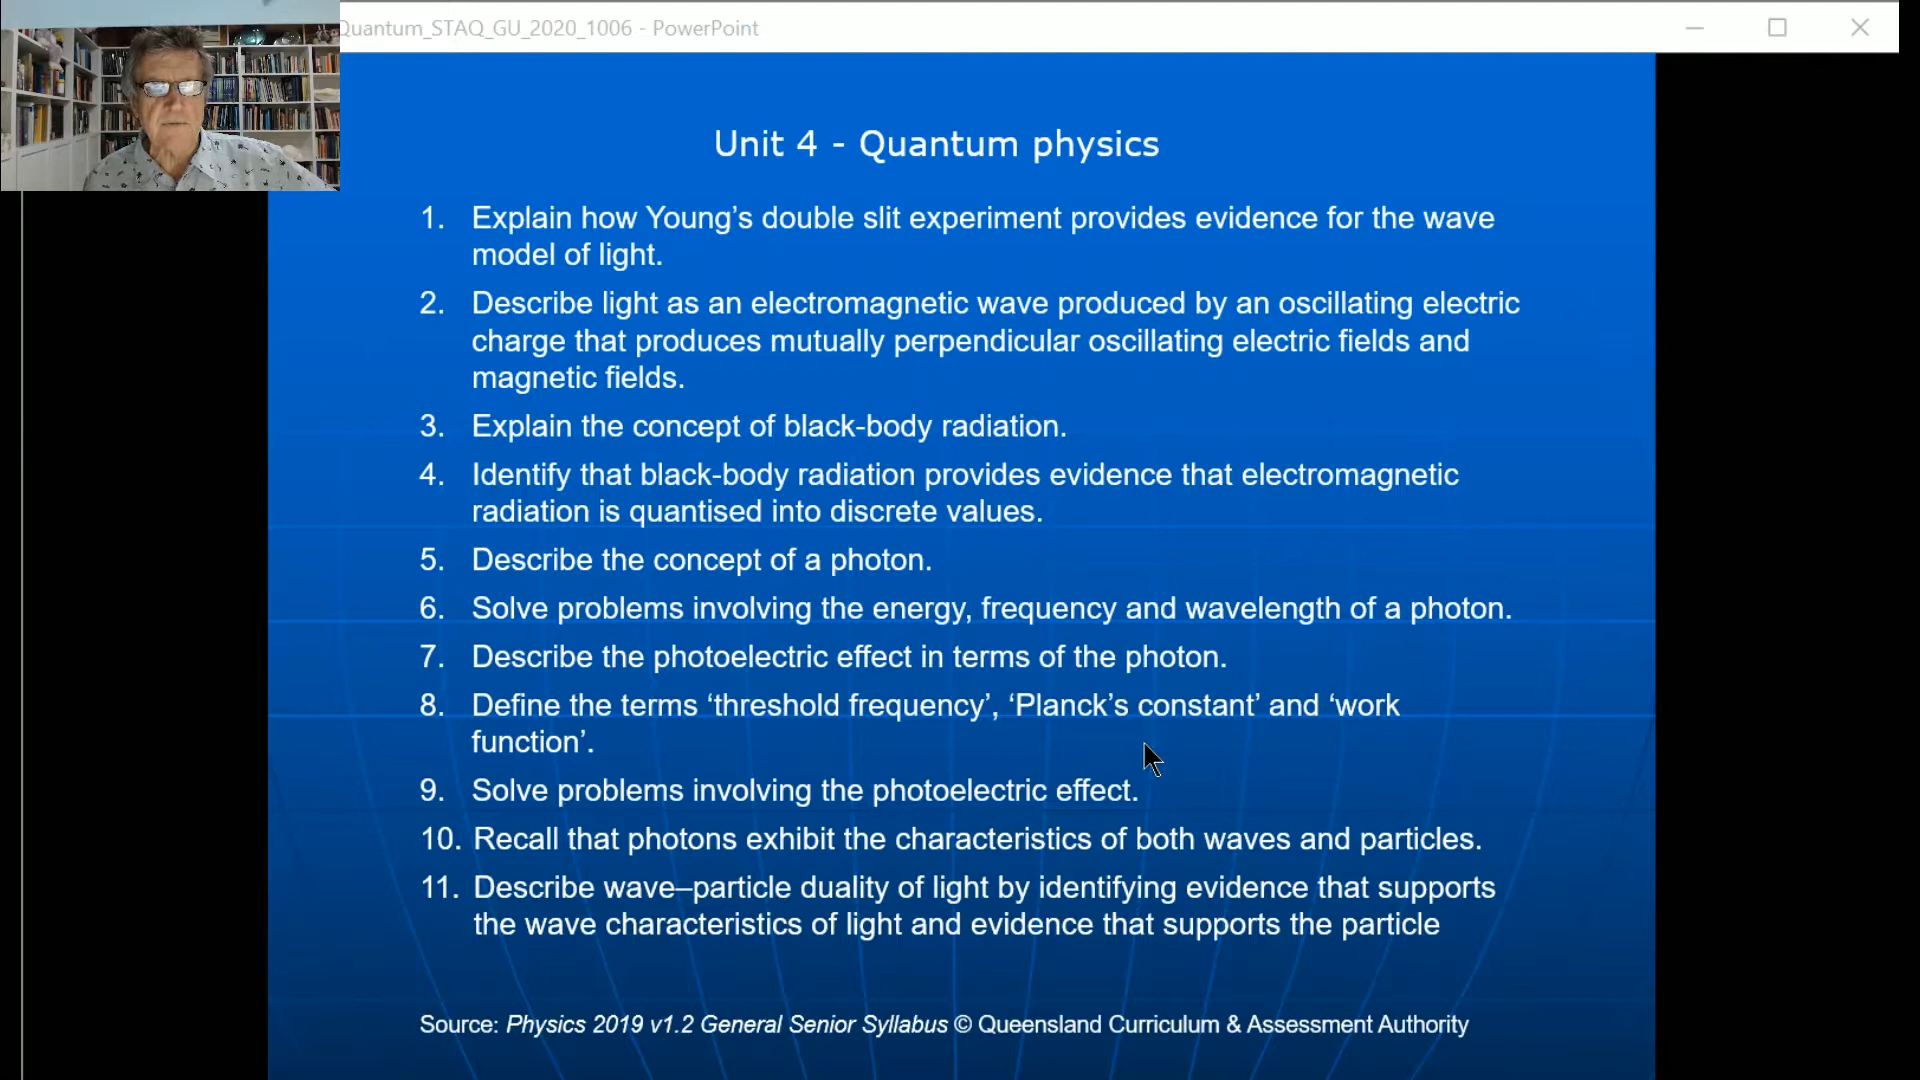 Quantum_STAQ_GU_2020_1006 - PowerPoint
Unit 4 - Quantum physics
1. Explain how Young’s double slit experiment provides evidence for the wave
model of light.
2. Describe light as an electromagnetic wave produced by an oscillating electric
charge that produces mutually perpendicular oscillating electric fields and
magnetic fields.
3. Explain the concept of black-body radiation.
4. Identify that black-body radiation provides evidence that electromagnetic
radiation is quantised into discrete values.
5. Describe the concept of a photon.
6. Solve problems involving the energy, frequency and wavelength of a photon.
7. Describe the photoelectric effect in terms of the photon.
8. Define the terms ‘threshold frequency’, ‘Planck’s constant’ and ‘work
function’.
9. Solve problems involving the photoelectric effect.
10. Recall that photons exhibit the characteristics of both waves and particles.
11. Describe wave–particle duality of light by identifying evidence that supports
the wave characteristics of light and evidence that supports the particle
Source: Physics 2019 v1.2 General Senior Syllabus © Queensland Curriculum & Assessment Authority